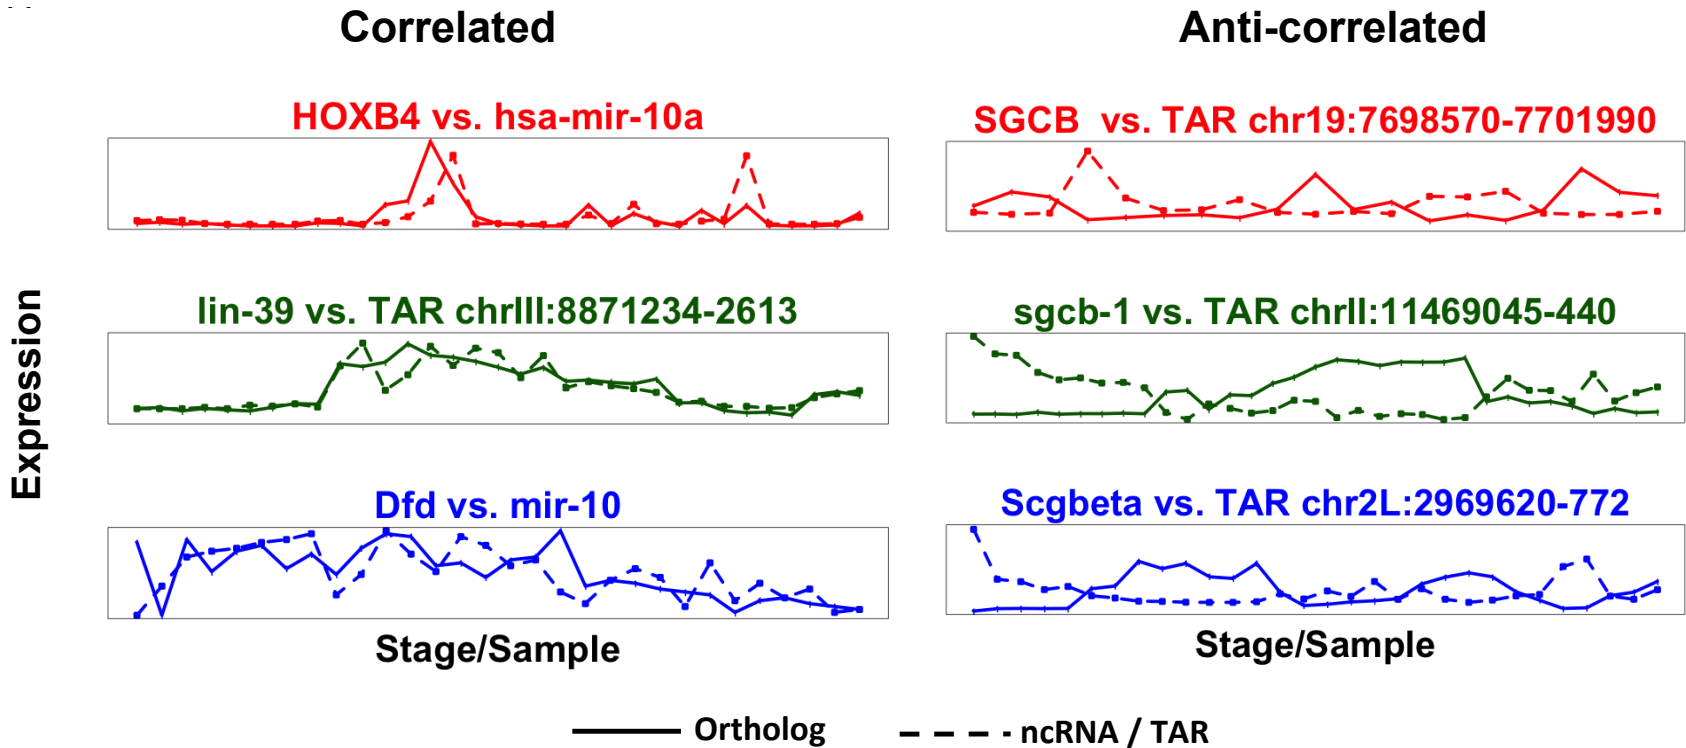 Correlated
Anti-correlated
HOXB4 vs. hsa-mir-10a
SGCB vs. TAR chr19:7698570-7701990
Expression
lin-39 vs. TAR chrIII:8871234-2613
sgcb-1 vs. TAR chrII:11469045-440
Dfd vs. mir-10
Scgbeta vs. TAR chr2L:2969620-772
Stage/Sample
Stage/Sample
Ortholog
ncRNA / TAR